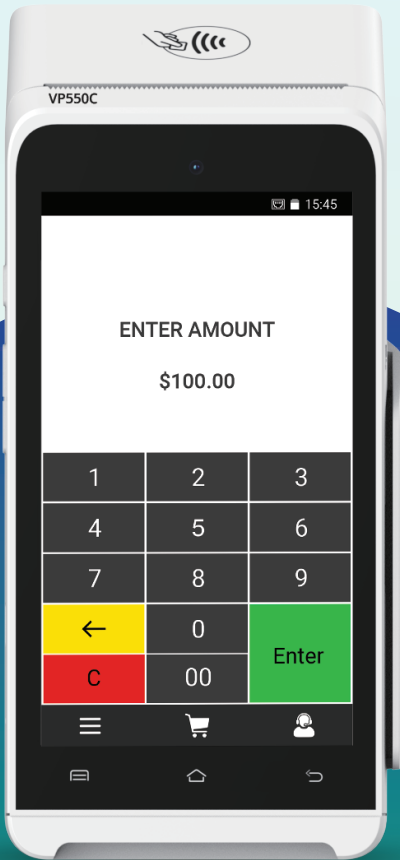 VP550C
15:45
ENTER AMOUNT
$100.00
1 2 3
4 5 6
7 8 9
← 0 Enter
C 00